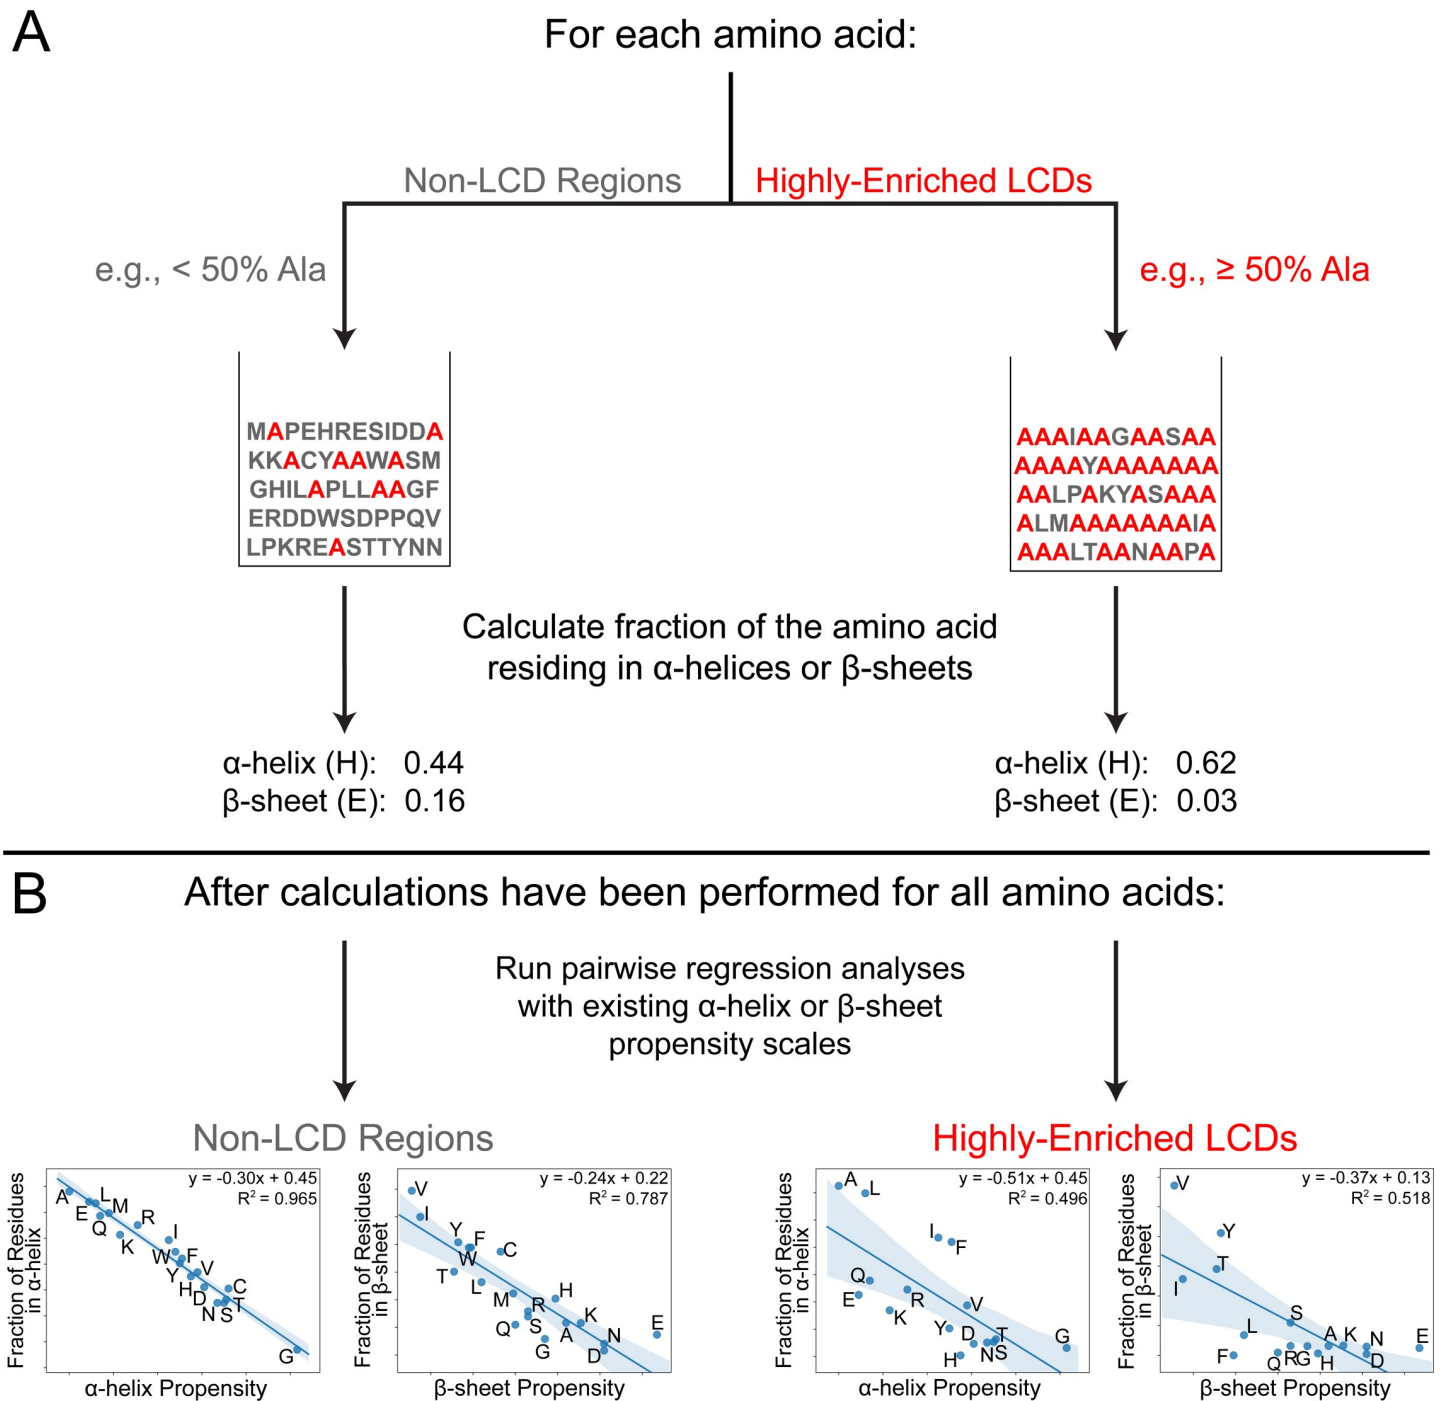 A
For each amino acid:
Non-LCD Regions
Highly-Enriched LCDs
e.g., < 50% Ala
e.g., ≥ 50% Ala
MAPEHRESIDDA
KKACYAAWASM
GHILAPLLAAGF
ERDDWSDPPQV
LPKREASTTYNN
AAAIAAGAASAA
AAAAYAAAAAAA
AALPAKYASAAA
ALMAAAAAAAIA
AAALTAANAAPA
Calculate fraction of the amino acid
residing in α-helices or β-sheets
α-helix (H): 0.44
β-sheet (E): 0.16
α-helix (H): 0.62
β-sheet (E): 0.03
B
After calculations have been performed for all amino acids:
Run pairwise regression analyses
with existing α-helix or β-sheet
propensity scales
Non-LCD Regions
Highly-Enriched LCDs
Fraction of Residues
in α-helix
y = -0.30x + 0.45
R² = 0.965
A
L
M
E
Q
R
K
I
W
F
Y
V
H
D
C
N
S
T
G
α-helix Propensity
Fraction of Residues
in β-sheet
y = -0.24x + 0.22
R² = 0.787
V
I
Y
F
W
C
T
L
M
H
R
Q
S
K
A
G
N
E
D
β-sheet Propensity
Fraction of Residues
in α-helix
y = -0.51x + 0.45
R² = 0.496
A
L
I
F
Q
E
R
K
V
Y
D
T
G
H
N
S
α-helix Propensity
Fraction of Residues
in β-sheet
y = -0.37x + 0.13
R² = 0.518
V
Y
T
I
S
L
A
K
N
E
F
Q
R
G
H
D
β-sheet Propensity